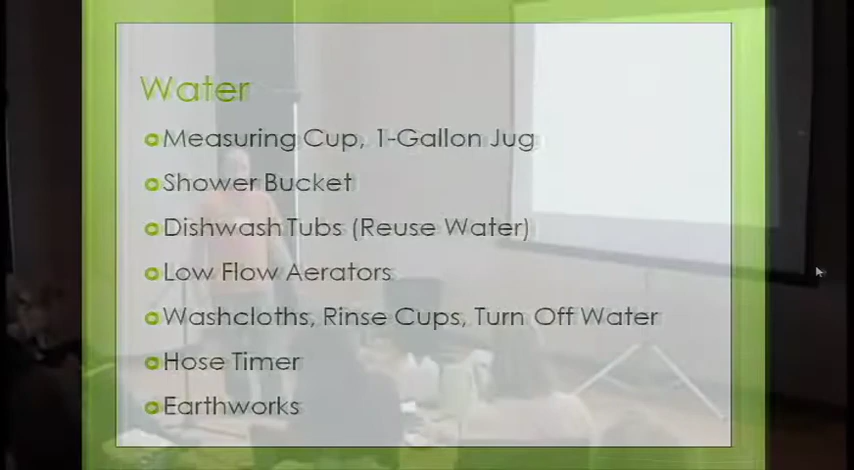 Water
Measuring Cup, 1-Gallon Jug
Shower Bucket
Dishwash Tubs (Reuse Water)
Low Flow Aerators
Washcloths, Rinse Cups, Turn Off Water
Hose Timer
Earthworks